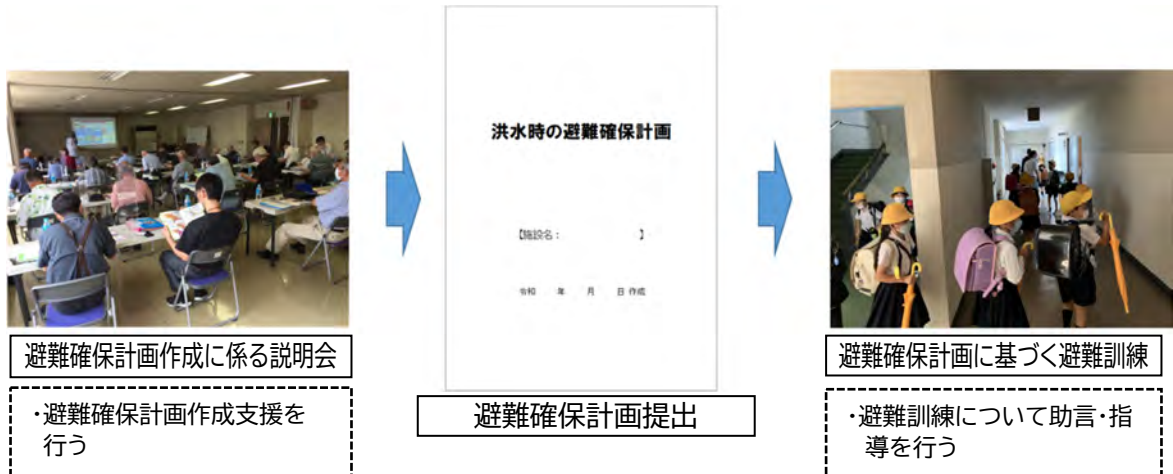 洪水時の避難確保計画
【施設名： 】
令和 年 月 日 作成
避難確保計画作成に係る説明会
・避難確保計画作成支援を
行う
避難確保計画提出
避難確保計画に基づく避難訓練
・避難訓練について助言・指
導を行う